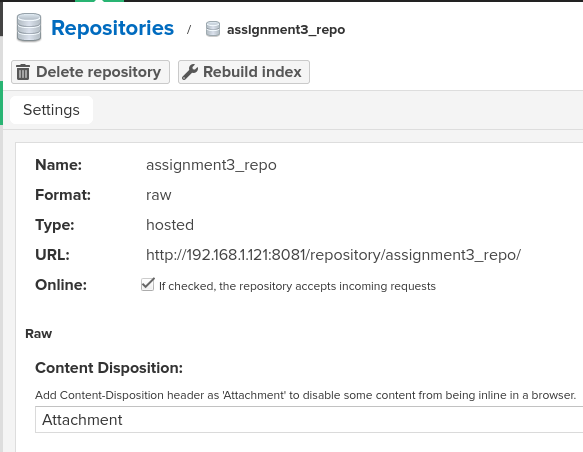 Repositories / assignment3_repo
Delete repository Rebuild index
Settings
Name: assignment3_repo
Format: raw
Type: hosted
URL: http://192.168.1.121:8081/repository/assignment3_repo/
Online: If checked, the repository accepts incoming requests
Raw
Content Disposition:
Add Content-Disposition header as 'Attachment' to disable some content from being inline in a browser.
Attachment